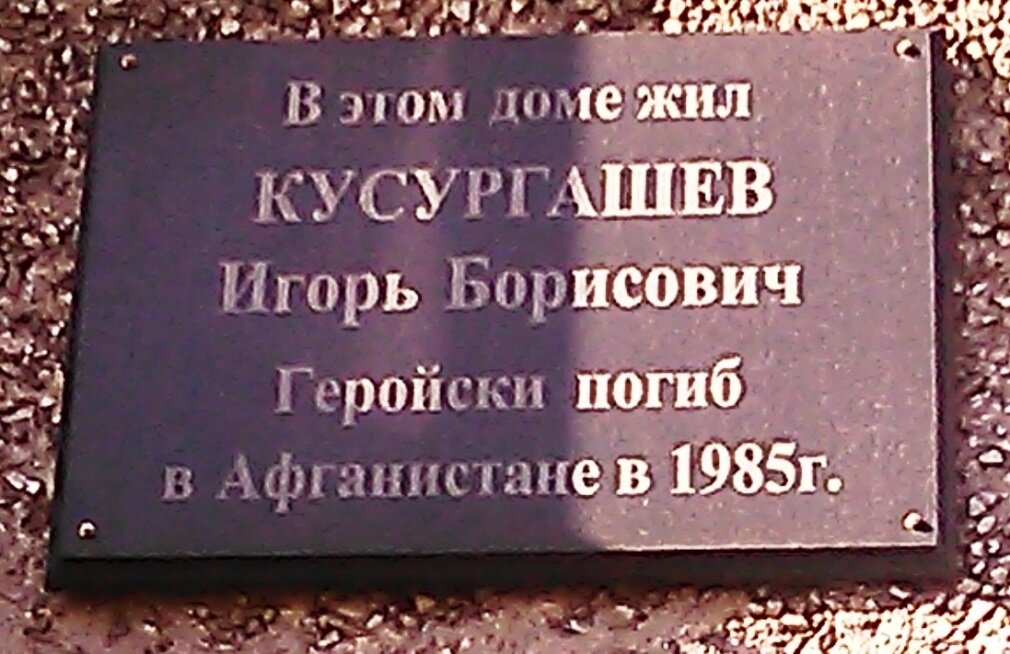 В этом доме жил
КУСУРГАШЕВ
Игорь Борисович
Геройски погиб
в Афганистане в 1985г.